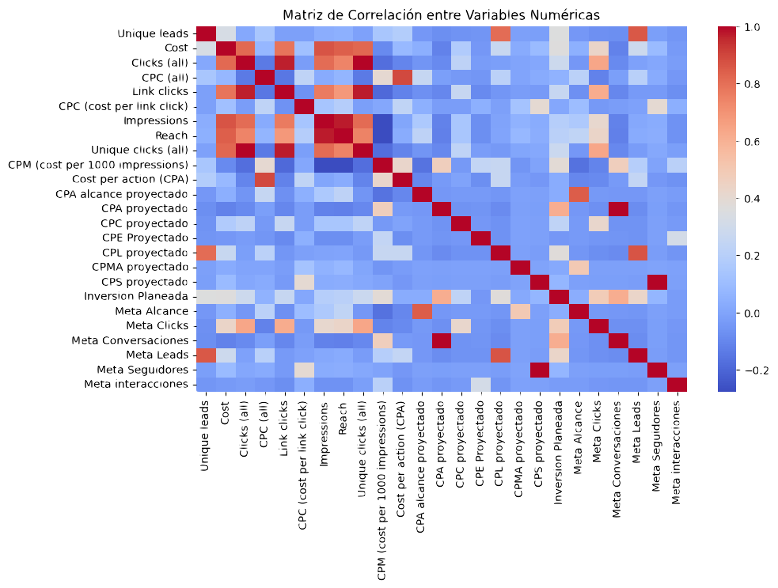 Matriz de Correlación entre Variables Numéricas
Unique leads
Cost
Clicks (all)
CPC (all)
Link clicks
CPC (cost per link click)
Impressions
Reach
Unique clicks (all)
CPM (cost per 1000 impressions)
Cost per action (CPA)
CPA alcance proyectado
CPA proyectado
CPC proyectado
CPE Proyectado
CPL proyectado
CPMA proyectado
CPS proyectado
Inversion Planeada
Meta Alcance
Meta Clicks
Meta Conversaciones
Meta Leads
Meta Seguidores
Meta interacciones
Unique leads
Cost
Clicks (all)
CPC (all)
Link clicks
CPC (cost per link click)
Impressions
Reach
Unique clicks (all)
CPM (cost per 1000 impressions)
Cost per action (CPA)
CPA alcance proyectado
CPA proyectado
CPC proyectado
CPE Proyectado
CPL proyectado
CPMA proyectado
CPS proyectado
Inversion Planeada
Meta Alcance
Meta Clicks
Meta Conversaciones
Meta Leads
Meta Seguidores
Meta interacciones
1.0
0.8
0.6
0.4
0.2
0.0
−0.2